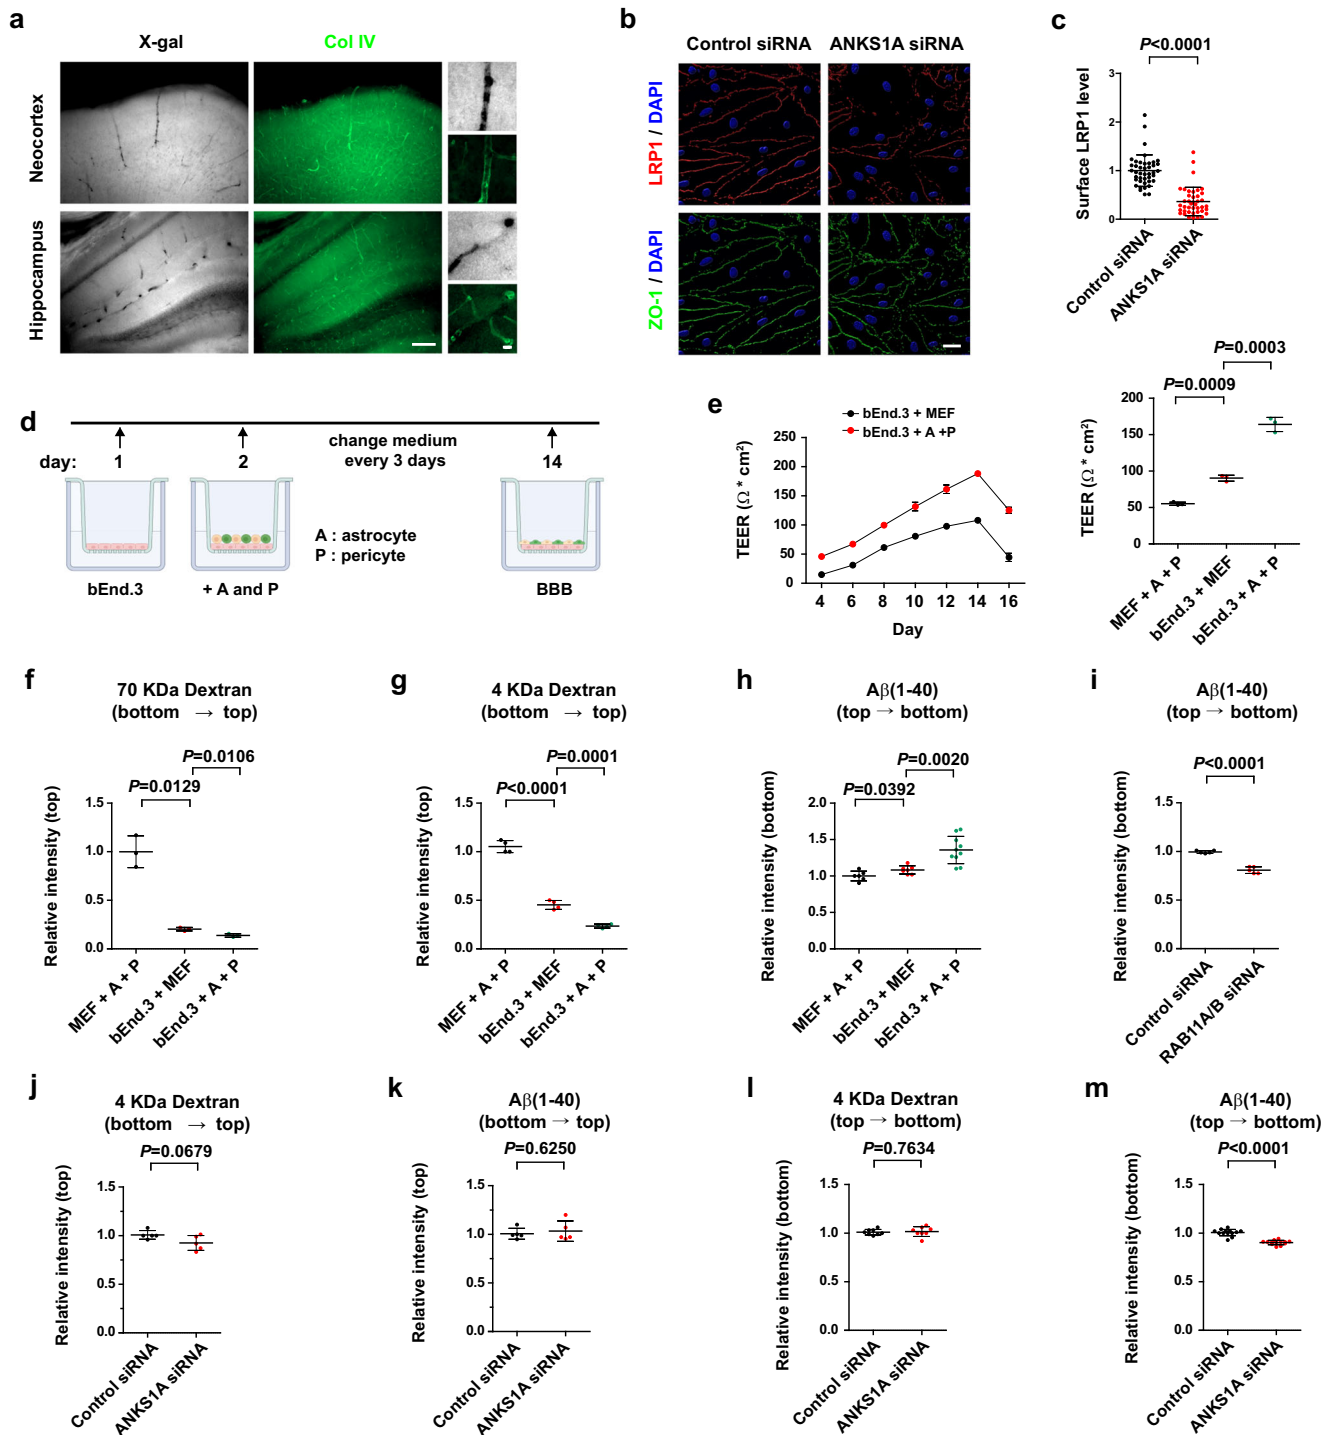 a
X-gal
Col IV
Neocortex
Hippocampus
b
Control siRNA
ANKS1A siRNA
LRP1 / DAPI
ZO-1 / DAPI
c
P<0.0001
Surface LRP1 level
3
2
1
0
Control siRNA
ANKS1A siRNA
d
day:
1
2
14
change medium
every 3 days
A : astrocyte
P : pericyte
bEnd.3
+ A and P
BBB
e
bEnd.3 + MEF
bEnd.3 + A +P
TEER (Ω * cm²)
250
200
150
100
50
0
4 6 8 10 12 14 16
Day
P=0.0003
P=0.0009
TEER (Ω * cm²)
200
150
100
50
0
MEF + A + P
bEnd.3 + MEF
bEnd.3 + A + P
f
70 KDa Dextran
(bottom → top)
P=0.0106
P=0.0129
Relative intensity (top)
1.5
1.0
0.5
0.0
MEF + A + P
bEnd.3 + MEF
bEnd.3 + A + P
g
4 KDa Dextran
(bottom → top)
P=0.0001
P<0.0001
Relative intensity (top)
1.5
1.0
0.5
0.0
MEF + A + P
bEnd.3 + MEF
bEnd.3 + A + P
h
Aβ(1-40)
(top → bottom)
P=0.0020
P=0.0392
Relative intensity (bottom)
2.0
1.5
1.0
0.5
0.0
MEF + A + P
bEnd.3 + MEF
bEnd.3 + A + P
i
Aβ(1-40)
(top → bottom)
P<0.0001
Relative intensity (bottom)
1.5
1.0
0.5
0.0
Control siRNA
RAB11A/B siRNA
j
4 KDa Dextran
(bottom → top)
P=0.0679
Relative intensity (top)
1.5
1.0
0.5
0.0
Control siRNA
ANKS1A siRNA
k
Aβ(1-40)
(bottom → top)
P=0.6250
Relative intensity (top)
1.5
1.0
0.5
0.0
Control siRNA
ANKS1A siRNA
l
4 KDa Dextran
(top → bottom)
P=0.7634
Relative intensity (bottom)
1.5
1.0
0.5
0.0
Control siRNA
ANKS1A siRNA
m
Aβ(1-40)
(top → bottom)
P<0.0001
Relative intensity (bottom)
1.5
1.0
0.5
0.0
Control siRNA
ANKS1A siRNA